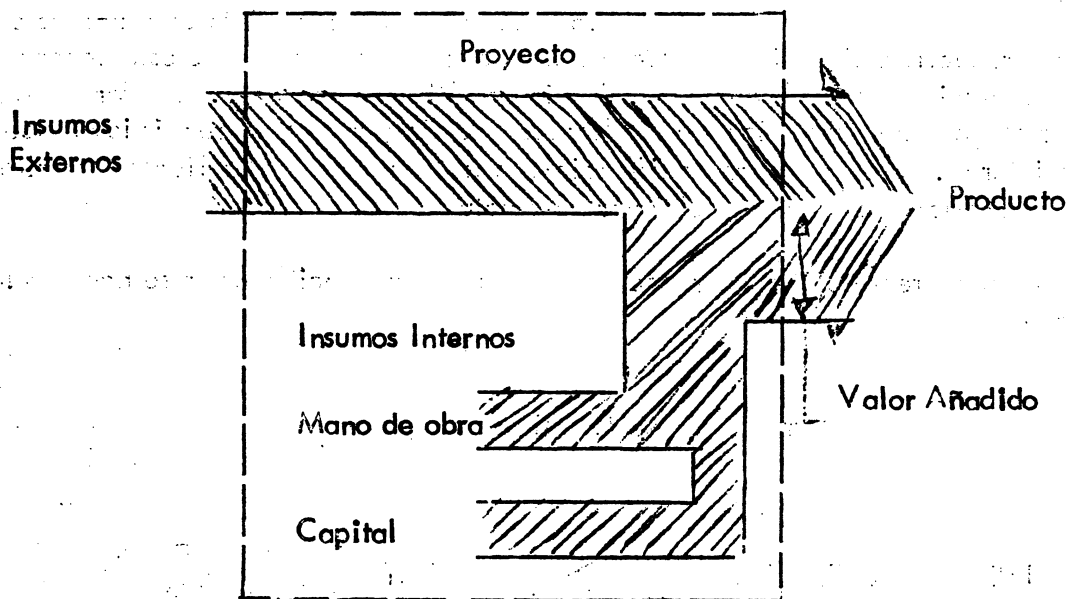 Proyecto
Insumos
Externos
Producto
Insumos Internos
Valor Añadido
Mano de obra
Capital